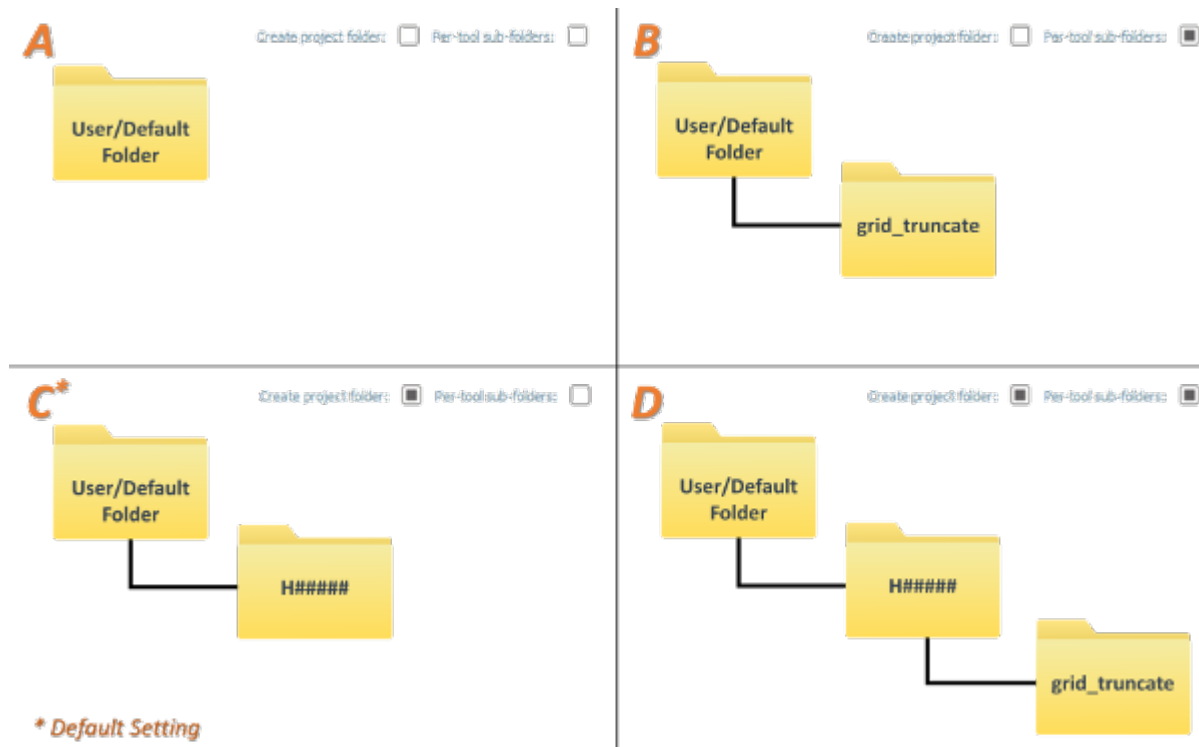 A
Create project folder: Per-tool sub-folders:
User/Default
Folder
B
Create project folder: Per-tool sub-folders:
User/Default
Folder
grid_truncate
C*
Create project folder: Per-tool sub-folders:
User/Default
Folder
H#####
* Default Setting
D
Create project folder: Per-tool sub-folders:
User/Default
Folder
H#####
grid_truncate